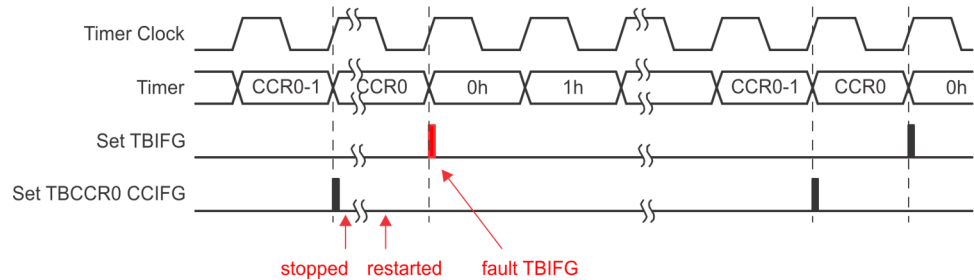 Timer Clock
Timer CCR0-1 CCR0 0h 1h CCR0-1 CCR0 0h
Set TBIFG
Set TBCCR0 CCIFG
stopped restarted fault TBIFG